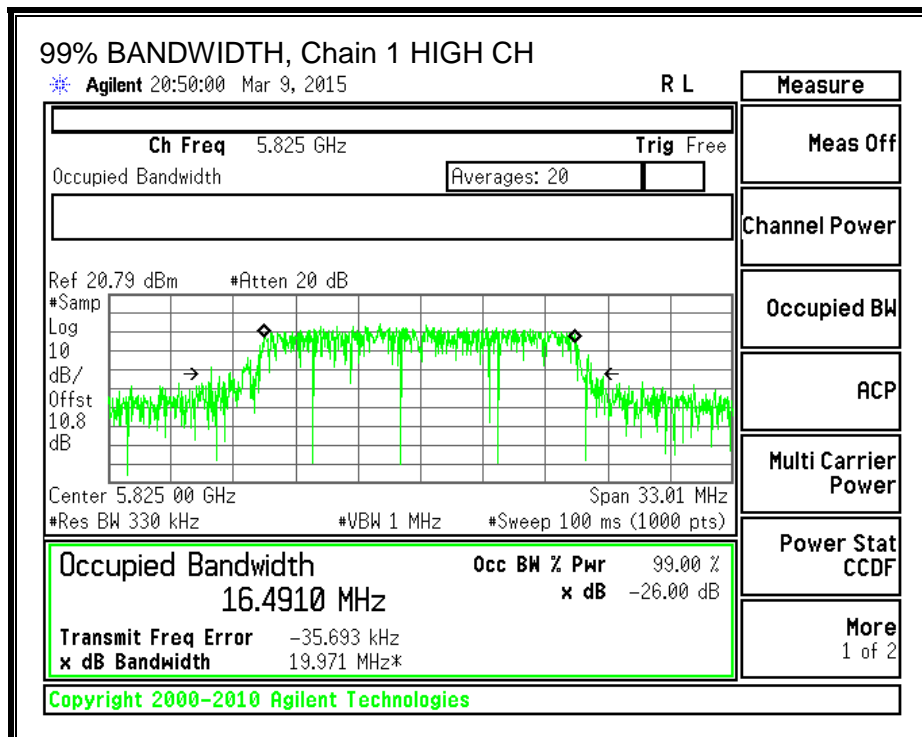 99% BANDWIDTH, Chain 1 HIGH CH
Agilent 20:50:00 Mar 9, 2015 R L
Measure
Ch Freq 5.825 GHz Trig Free
Occupied Bandwidth Averages: 20
Ref 20.79 dBm #Atten 20 dB
#Samp
Log
10
dB/
Offst
10.8
dB
Center 5.825 00 GHz Span 33.01 MHz
#Res BW 330 kHz #VBW 1 MHz #Sweep 100 ms (1000 pts)
Occupied Bandwidth Occ BW % Pwr 99.00 %
16.4910 MHz x dB -26.00 dB
Transmit Freq Error -35.693 kHz
x dB Bandwidth 19.971 MHz*
Copyright 2000-2010 Agilent Technologies
Meas Off
Channel Power
Occupied BW
ACP
Multi Carrier
Power
Power Stat
CCDF
More
1 of 2